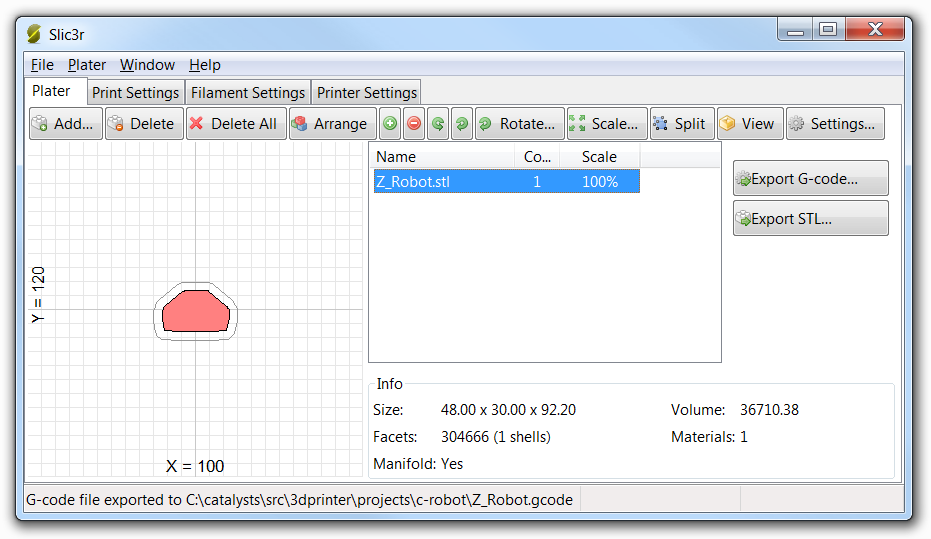 Slic3r
File Plater Window Help
Plater Print Settings Filament Settings Printer Settings
Add... Delete Delete All Arrange Rotate... Scale... Split View Settings...
Name Co... Scale
Z_Robot.stl 1 100%
Export G-code...
Export STL...
Y = 120
X = 100
Info
Size: 48.00 x 30.00 x 92.20 Volume: 36710.38
Facets: 304666 (1 shells) Materials: 1
Manifold: Yes
G-code file exported to C:\catalysts\src\3dprinter\projects\c-robot\Z_Robot.gcode